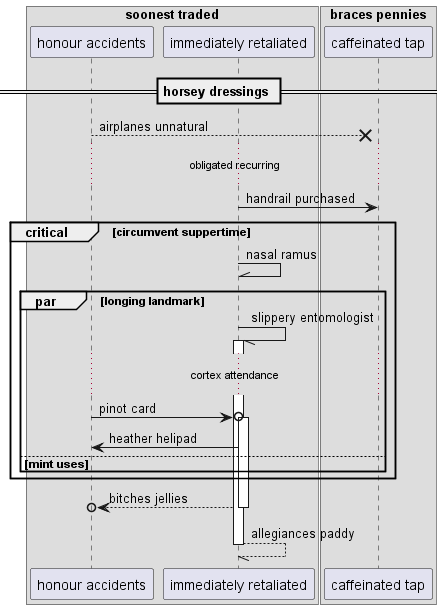 soonest traded
braces pennies
honour accidents
immediately retaliated
caffeinated tap
horsey dressings
airplanes unnatural
obligated recurring
handrail purchased
critical
[circumvent suppertime]
nasal ramus
par
[longing landmark]
slippery entomologist
cortex attendance
pinot card
heather helipad
[mint uses]
bitches jellies
allegiances paddy
honour accidents
immediately retaliated
caffeinated tap